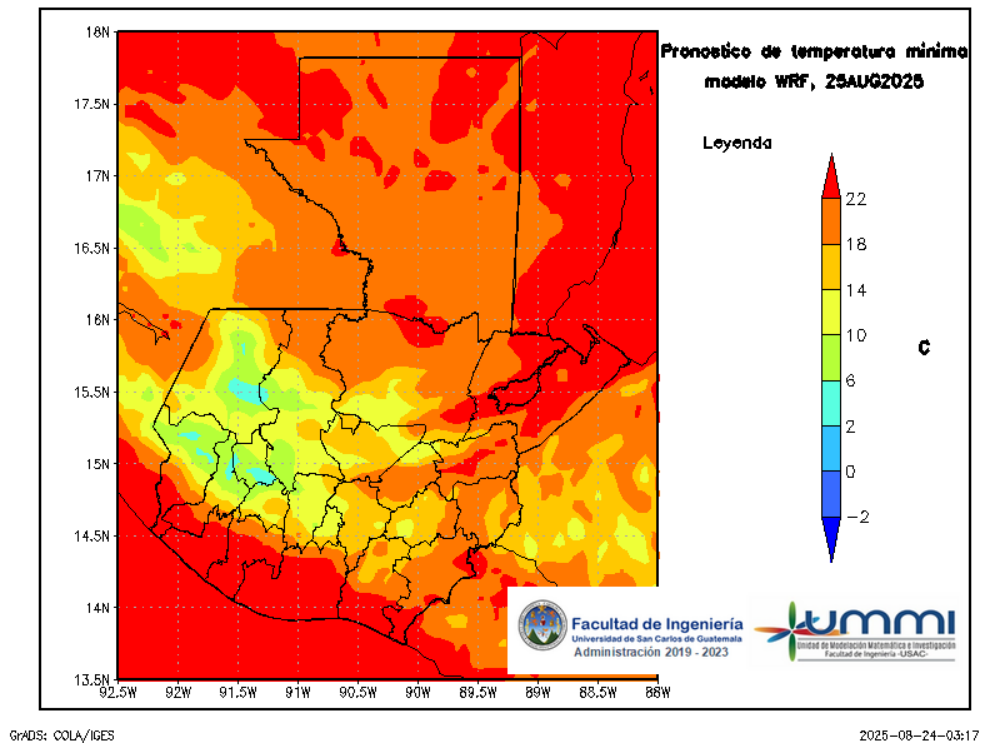 Pronostico de temperatura minima
modelo WRF, 25AUG2025
Leyenda
22
18
14
10
6
2
0
−2
C
18N
17.5N
17N
16.5N
16N
15.5N
15N
14.5N
14N
13.5N
92.5W
92W
91.5W
91W
90.5W
90W
89.5W
89W
88.5W
88W
Facultad de Ingeniería
Universidad de San Carlos de Guatemala
Administración 2019 - 2023
ummi
Unidad de Modelación Matemática e Investigación
Facultad de Ingeniería -USAC-
GrADS: COLA/IGES
2025-08-24-03:17